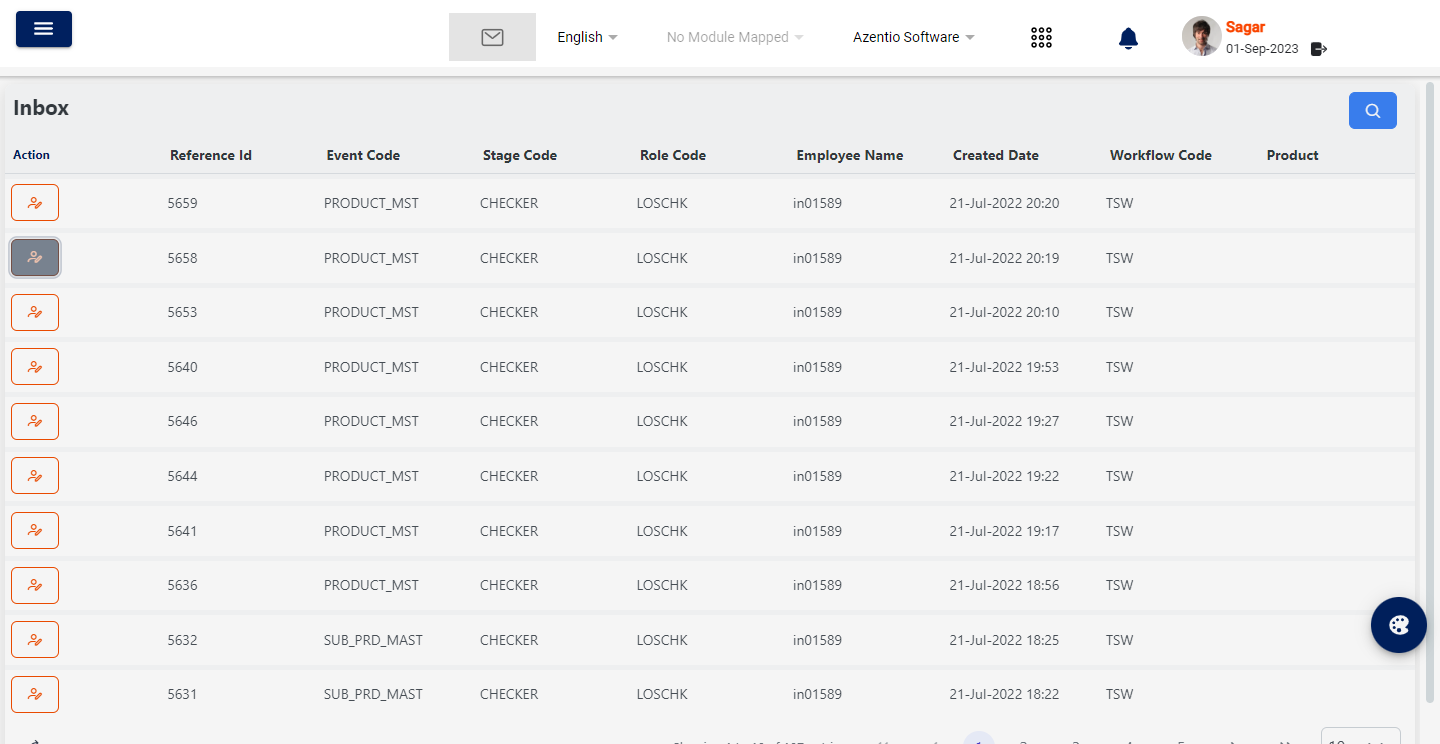 English No Module Mapped Azentio Software Sagar
01-Sep-2023
Inbox
Action Reference Id Event Code Stage Code Role Code Employee Name Created Date Workflow Code Product
5659 PRODUCT_MST CHECKER LOSCHK in01589 21-Jul-2022 20:20 TSW
5658 PRODUCT_MST CHECKER LOSCHK in01589 21-Jul-2022 20:19 TSW
5653 PRODUCT_MST CHECKER LOSCHK in01589 21-Jul-2022 20:10 TSW
5640 PRODUCT_MST CHECKER LOSCHK in01589 21-Jul-2022 19:53 TSW
5646 PRODUCT_MST CHECKER LOSCHK in01589 21-Jul-2022 19:27 TSW
5644 PRODUCT_MST CHECKER LOSCHK in01589 21-Jul-2022 19:22 TSW
5641 PRODUCT_MST CHECKER LOSCHK in01589 21-Jul-2022 19:17 TSW
5636 PRODUCT_MST CHECKER LOSCHK in01589 21-Jul-2022 18:56 TSW
5632 SUB_PRD_MAST CHECKER LOSCHK in01589 21-Jul-2022 18:25 TSW
5631 SUB_PRD_MAST CHECKER LOSCHK in01589 21-Jul-2022 18:22 TSW